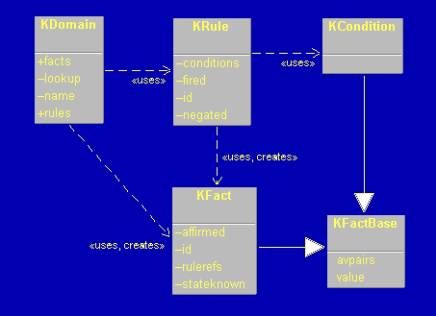 KDomain
+facts
–lookup
–name
+rules
«uses»
KRule
–conditions
–fired
–id
–negated
«uses»
KCondition
«uses, creates»
«uses, creates»
KFact
–affirmed
–id
–rulerefs
–stateknown
KFactBase
avpairs
value